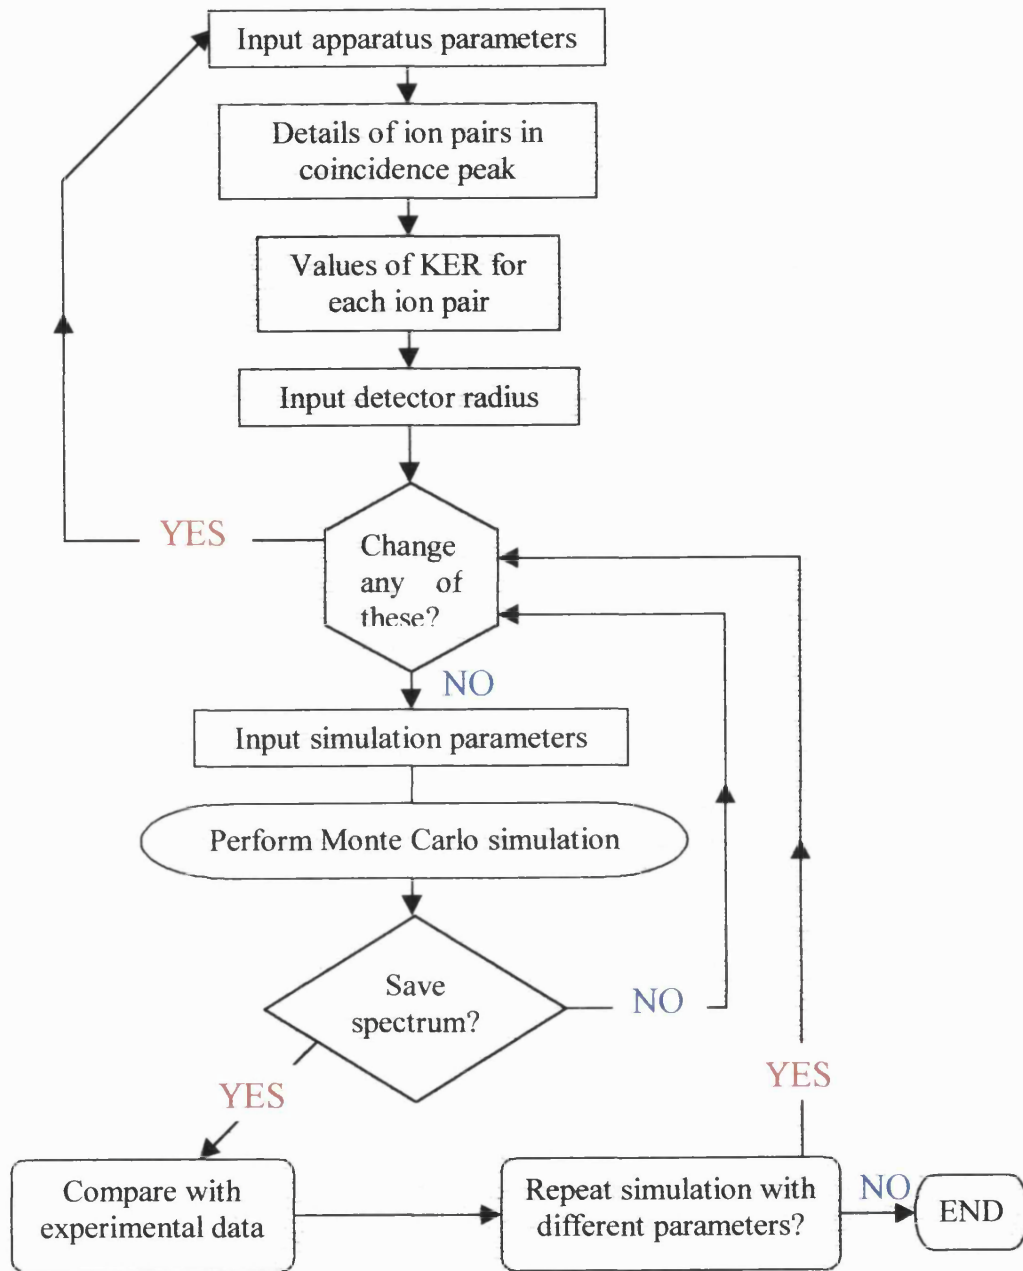 Input apparatus parameters
Details of ion pairs in
coincidence peak
Values of KER for
each ion pair
Input detector radius
YES
Change
any of
these?
NO
Input simulation parameters
Perform Monte Carlo simulation
Save
spectrum?
NO
YES
YES
Compare with
experimental data
Repeat simulation with
different parameters?
NO
END